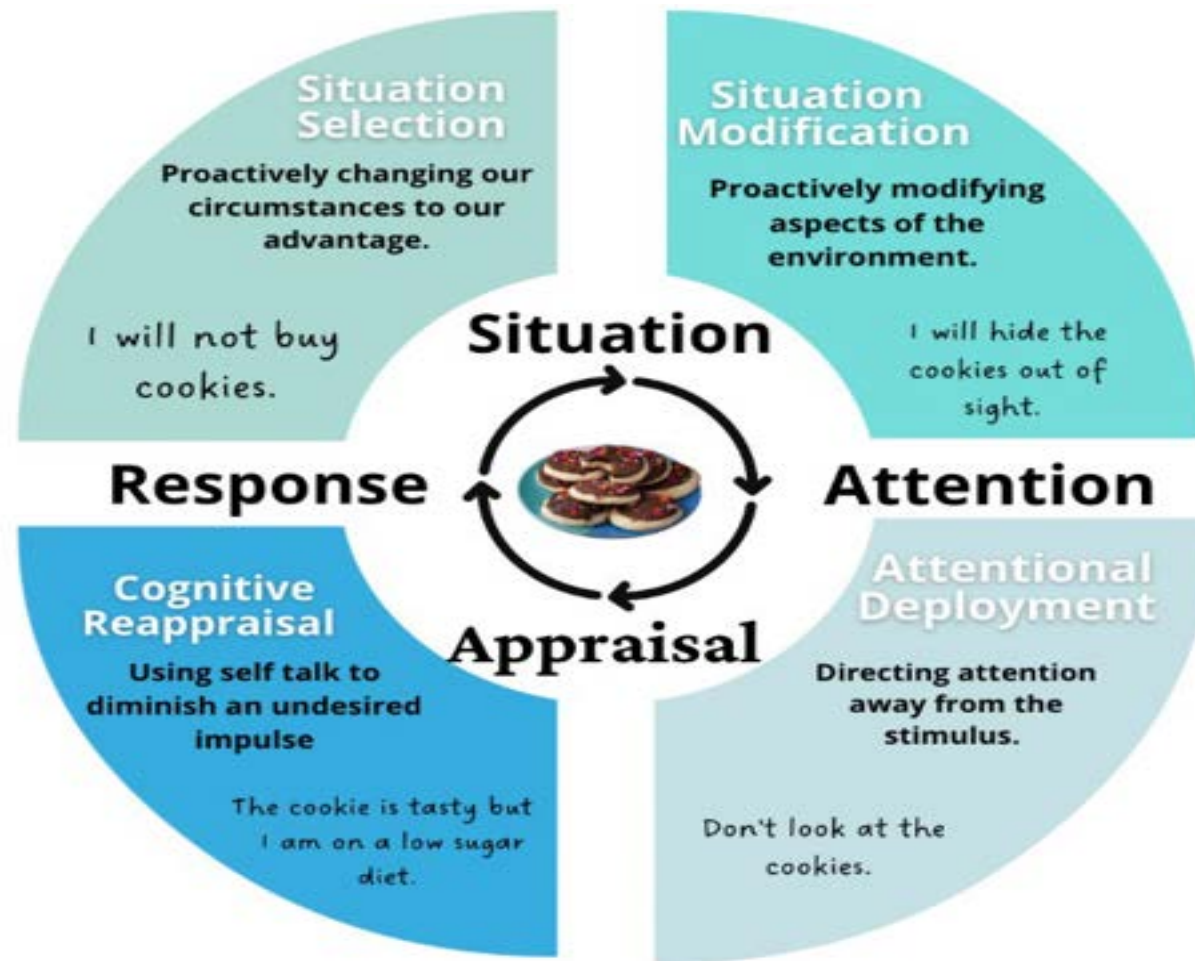 Situation
Selection
Proactively changing our
circumstances to our
advantage.
I will not buy
cookies.
Situation
Modification
Proactively modifying
aspects of the
environment.
I will hide the
cookies out of
sight.
Situation
Response
Attention
Appraisal
Cognitive
Reappraisal
Using self talk to
diminish an undesired
impulse
The cookie is tasty but
I am on a low sugar
diet.
Attentional
Deployment
Directing attention
away from the
stimulus.
Don't look at the
cookies.